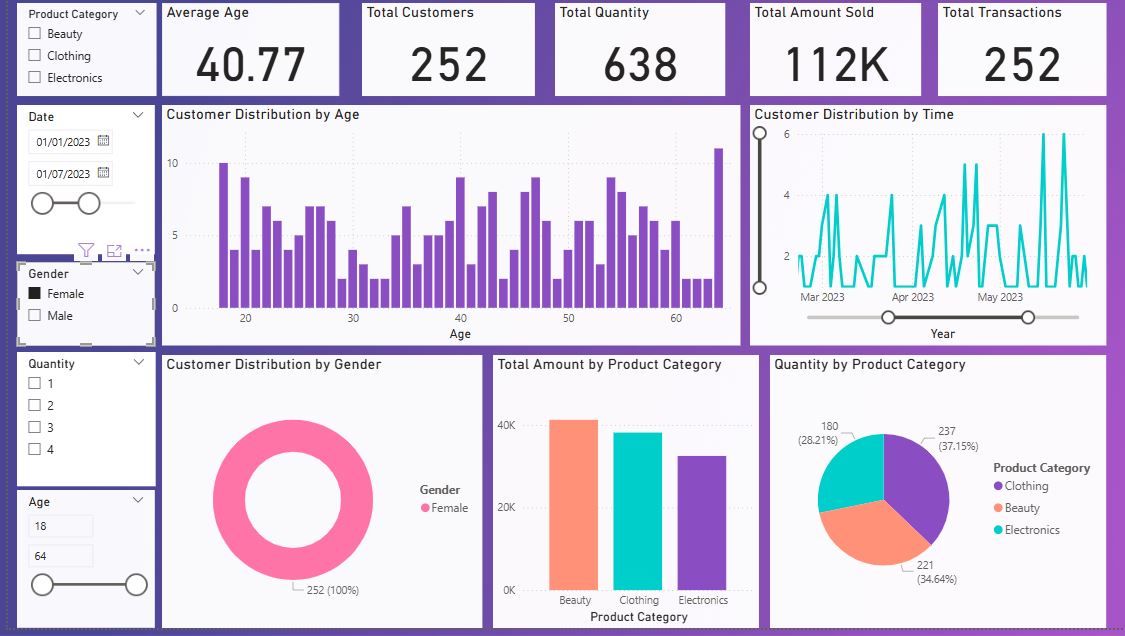 Product Category
Beauty
Clothing
Electronics
Average Age
40.77
Total Customers
252
Total Quantity
638
Total Amount Sold
112K
Total Transactions
252
Date
01/01/2023
01/07/2023
Gender
Female
Male
Quantity
1
2
3
4
Age
18
64
Customer Distribution by Age
10
5
0
20 30 40 50 60
Age
Customer Distribution by Time
6
4
2
Mar 2023 Apr 2023 May 2023
Year
Customer Distribution by Gender
252 (100%)
Gender
Female
Total Amount by Product Category
40K
20K
0K
Beauty Clothing Electronics
Product Category
Quantity by Product Category
180
(28.21%)
237
(37.15%)
221
(34.64%)
Product Category
Clothing
Beauty
Electronics